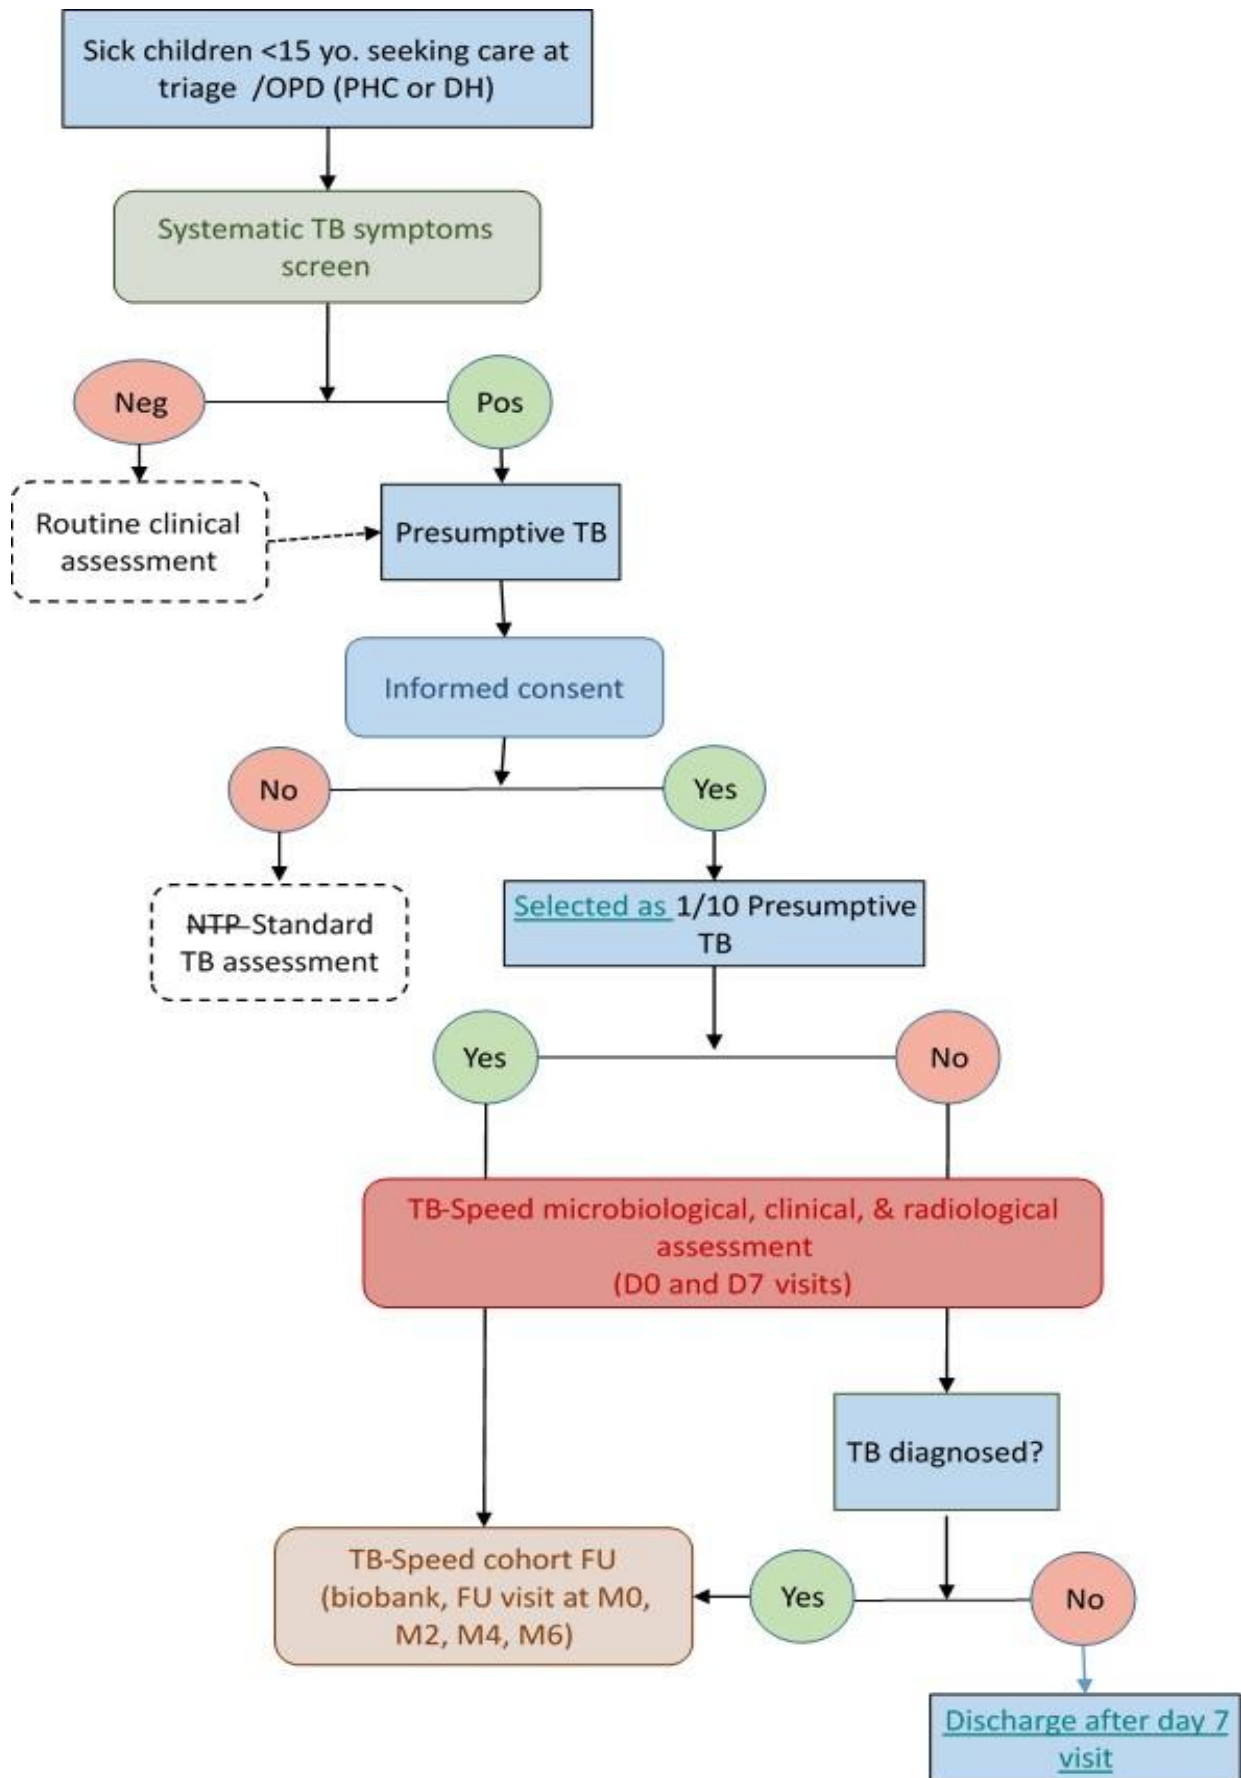 Sick children <15 yo. seeking care at
triage /OPD (PHC or DH)
Systematic TB symptoms
screen
Neg
Pos
Routine clinical
assessment
Presumptive TB
Informed consent
No
Yes
NTP Standard
TB assessment
Selected as 1/10 Presumptive
TB
Yes
No
TB-Speed microbiological, clinical, & radiological
assessment
(D0 and D7 visits)
TB diagnosed?
TB-Speed cohort FU
(biobank, FU visit at M0,
M2, M4, M6)
Yes
No
Discharge after day 7
visit